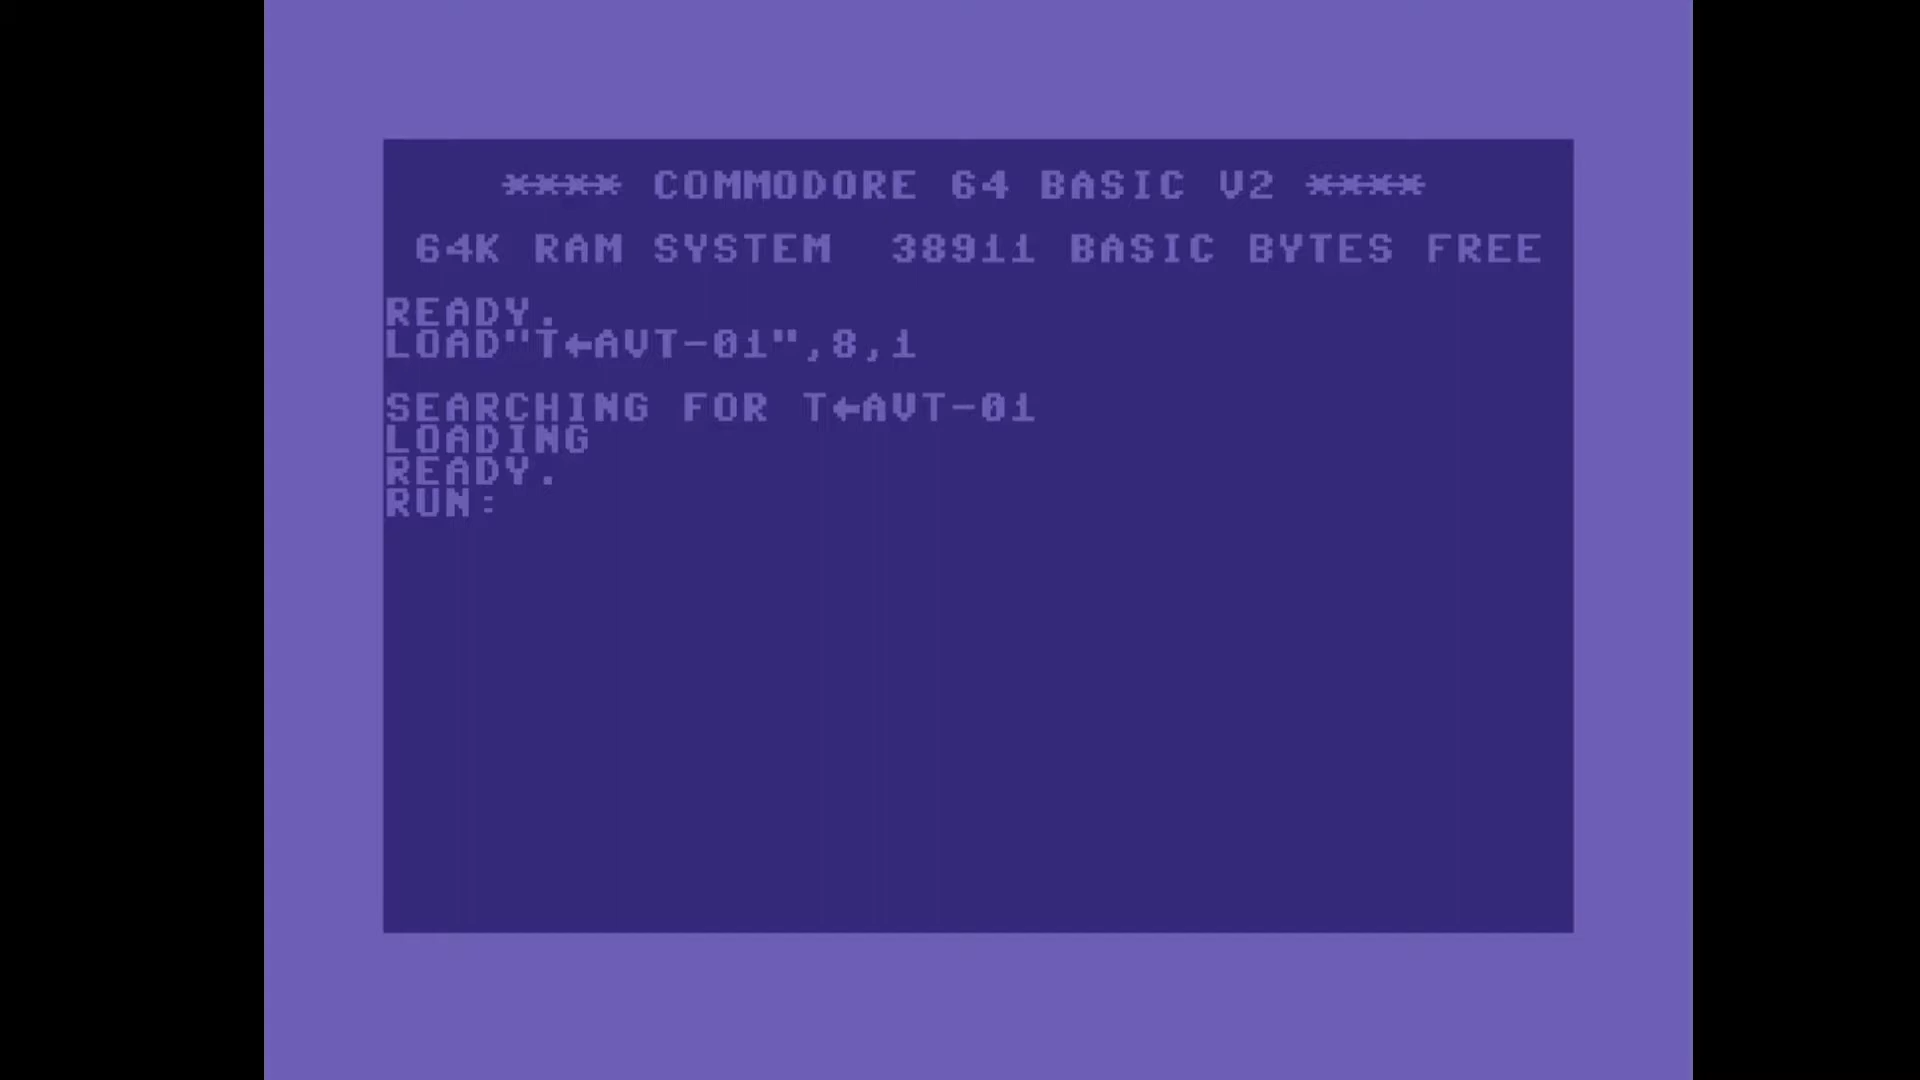 **** COMMODORE 64 BASIC V2 ****
64K RAM SYSTEM  38911 BASIC BYTES FREE
READY.
LOAD"T←AVT-01",8,1
SEARCHING FOR T←AVT-01
LOADING
READY.
RUN: